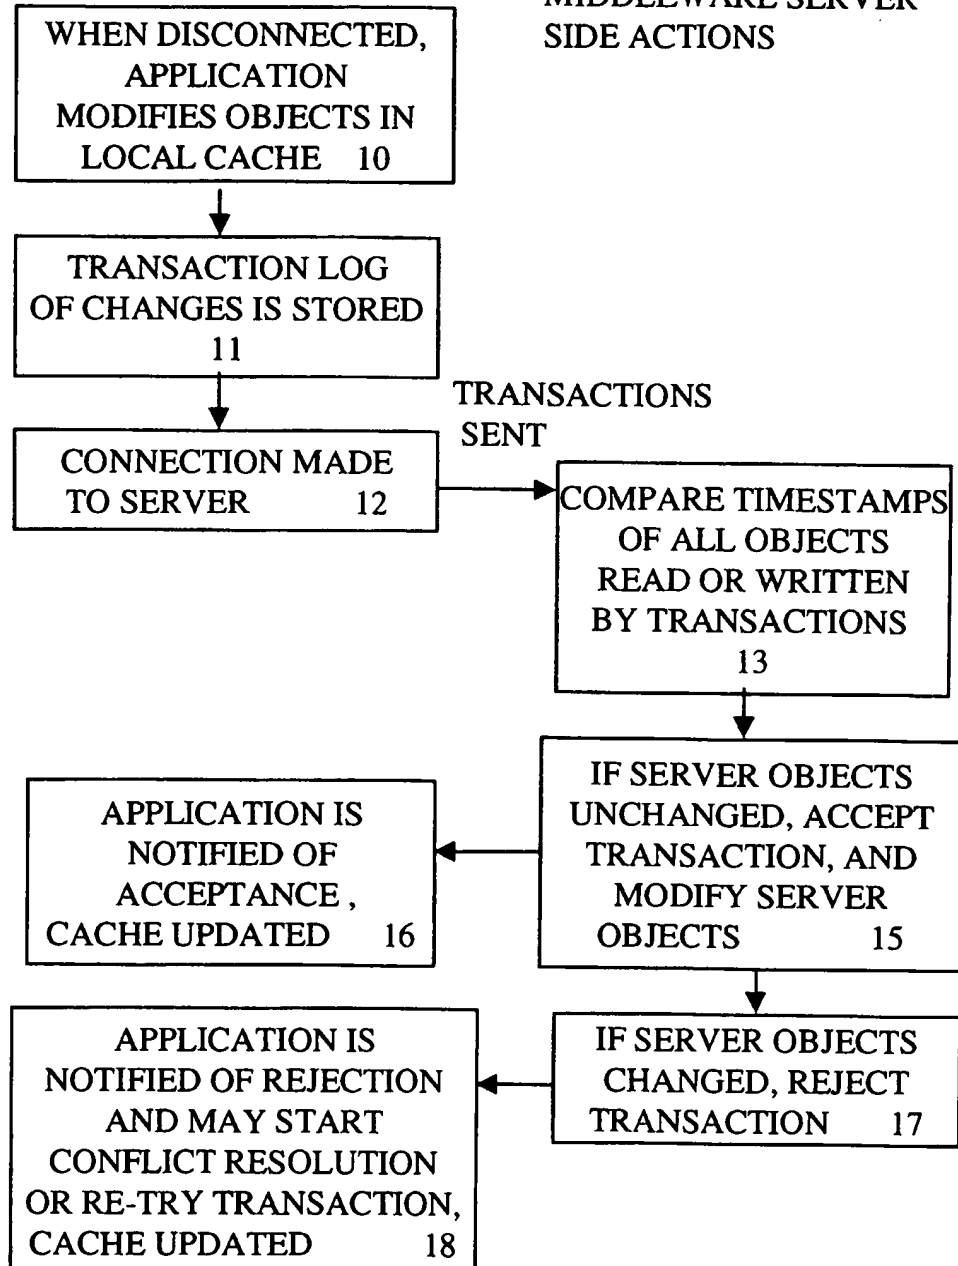 MIDDLEWARE SERVER
SIDE ACTIONS
WHEN DISCONNECTED,
APPLICATION
MODIFIES OBJECTS IN
LOCAL CACHE 10
TRANSACTION LOG
OF CHANGES IS STORED
11
CONNECTION MADE
TO SERVER 12
TRANSACTIONS
SENT
COMPARE TIMESTAMPS
OF ALL OBJECTS
READ OR WRITTEN
BY TRANSACTIONS
13
IF SERVER OBJECTS
UNCHANGED, ACCEPT
TRANSACTION, AND
MODIFY SERVER
OBJECTS 15
APPLICATION IS
NOTIFIED OF
ACCEPTANCE ,
CACHE UPDATED 16
IF SERVER OBJECTS
CHANGED, REJECT
TRANSACTION 17
APPLICATION IS
NOTIFIED OF REJECTION
AND MAY START
CONFLICT RESOLUTION
OR RE-TRY TRANSACTION,
CACHE UPDATED 18